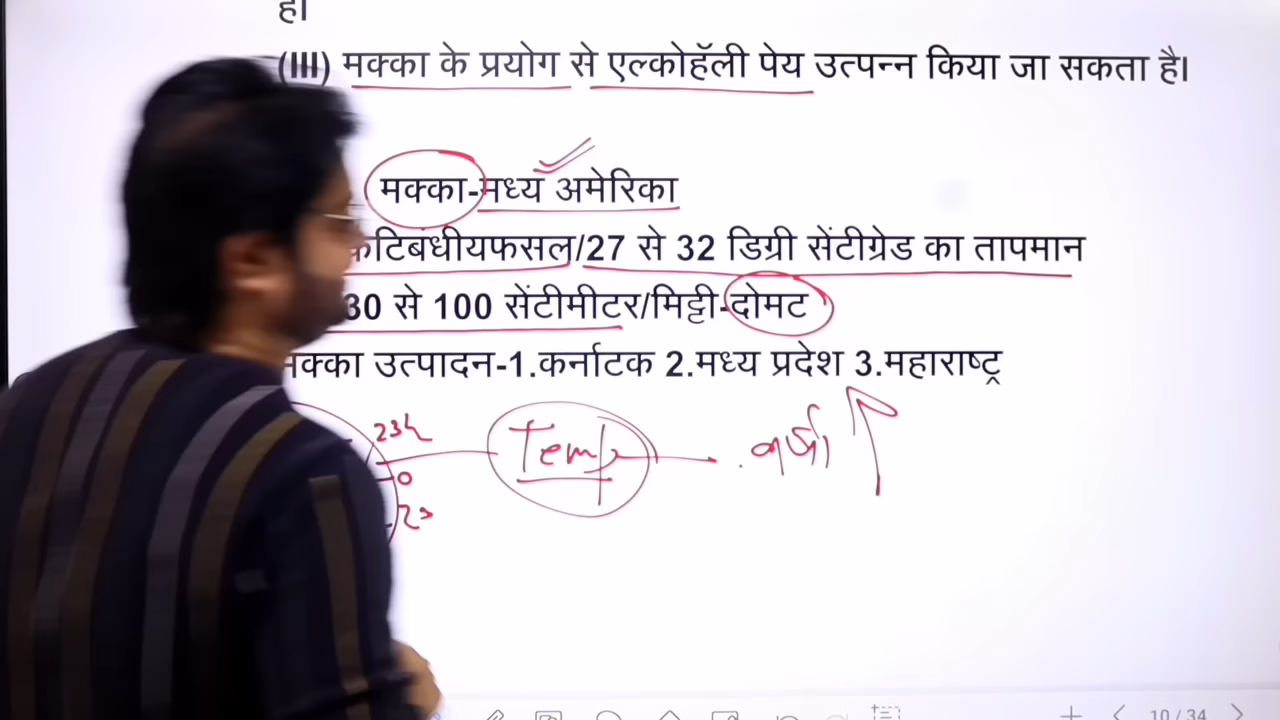 है।
(III) मक्का के प्रयोग से एल्कोहॅली पेय उत्पन्न किया जा सकता है।
मक्का-मध्य अमेरिका
कटिबंधीयफसल/27 से 32 डिग्री सेंटीग्रेड का तापमान
30 से 100 सेंटीमीटर/मिट्टी-दोमट
मक्का उत्पादन-1.कर्नाटक 2.मध्य प्रदेश 3.महाराष्ट्र
23½ Temp वर्षा
0
10 / 34